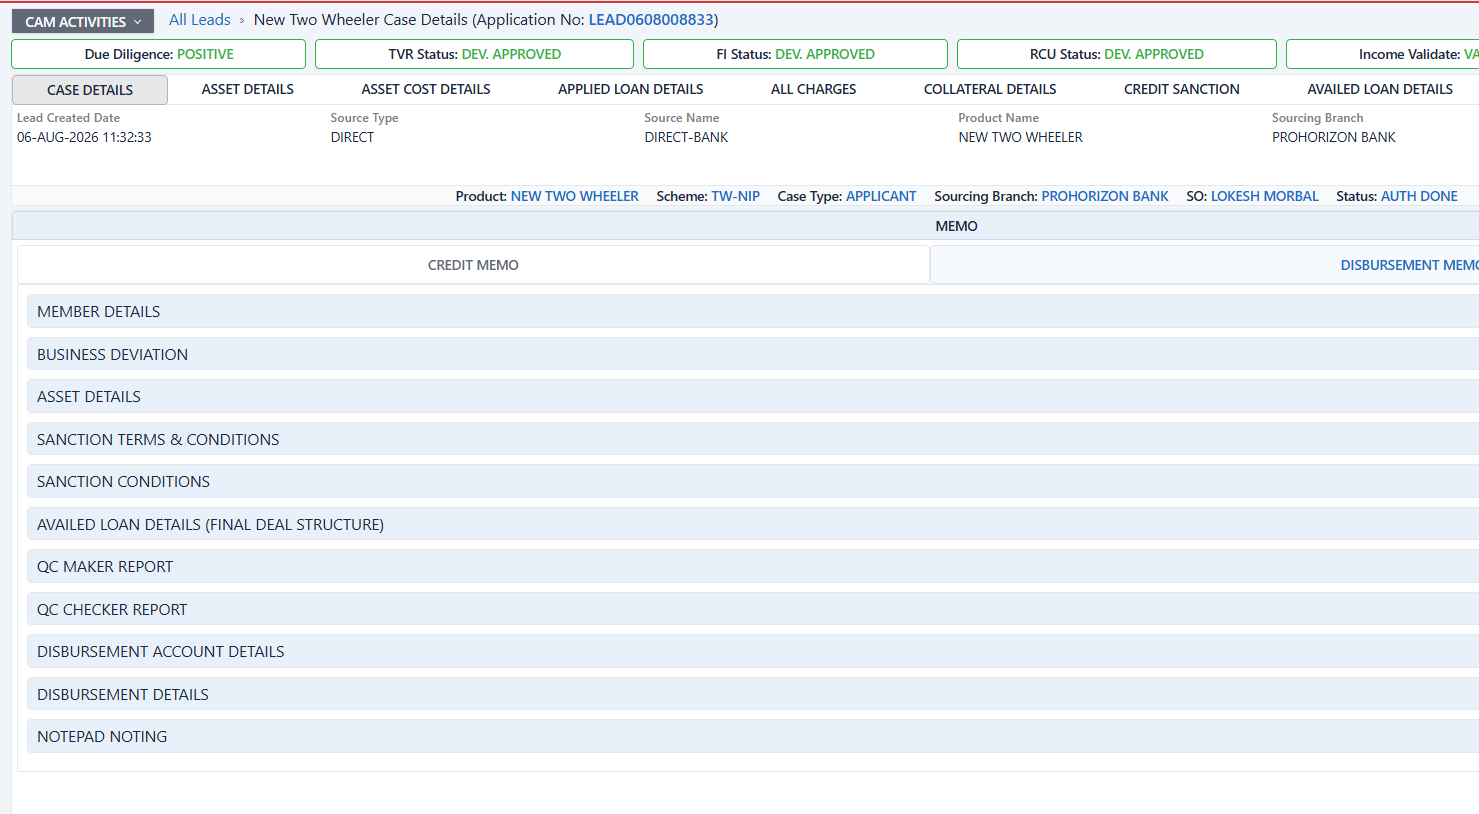 CAM ACTIVITIES All Leads › New Two Wheeler Case Details (Application No: LEAD0608008833)
Due Diligence: POSITIVE TVR Status: DEV. APPROVED FI Status: DEV. APPROVED RCU Status: DEV. APPROVED Income Validate: VA
CASE DETAILS ASSET DETAILS ASSET COST DETAILS APPLIED LOAN DETAILS ALL CHARGES COLLATERAL DETAILS CREDIT SANCTION AVAILED LOAN DETAILS
Lead Created Date Source Type Source Name Product Name Sourcing Branch
06-AUG-2026 11:32:33 DIRECT DIRECT-BANK NEW TWO WHEELER PROHORIZON BANK
Product: NEW TWO WHEELER Scheme: TW-NIP Case Type: APPLICANT Sourcing Branch: PROHORIZON BANK SO: LOKESH MORBAL Status: AUTH DONE
MEMO
CREDIT MEMO DISBURSEMENT MEMO
MEMBER DETAILS
BUSINESS DEVIATION
ASSET DETAILS
SANCTION TERMS & CONDITIONS
SANCTION CONDITIONS
AVAILED LOAN DETAILS (FINAL DEAL STRUCTURE)
QC MAKER REPORT
QC CHECKER REPORT
DISBURSEMENT ACCOUNT DETAILS
DISBURSEMENT DETAILS
NOTEPAD NOTING